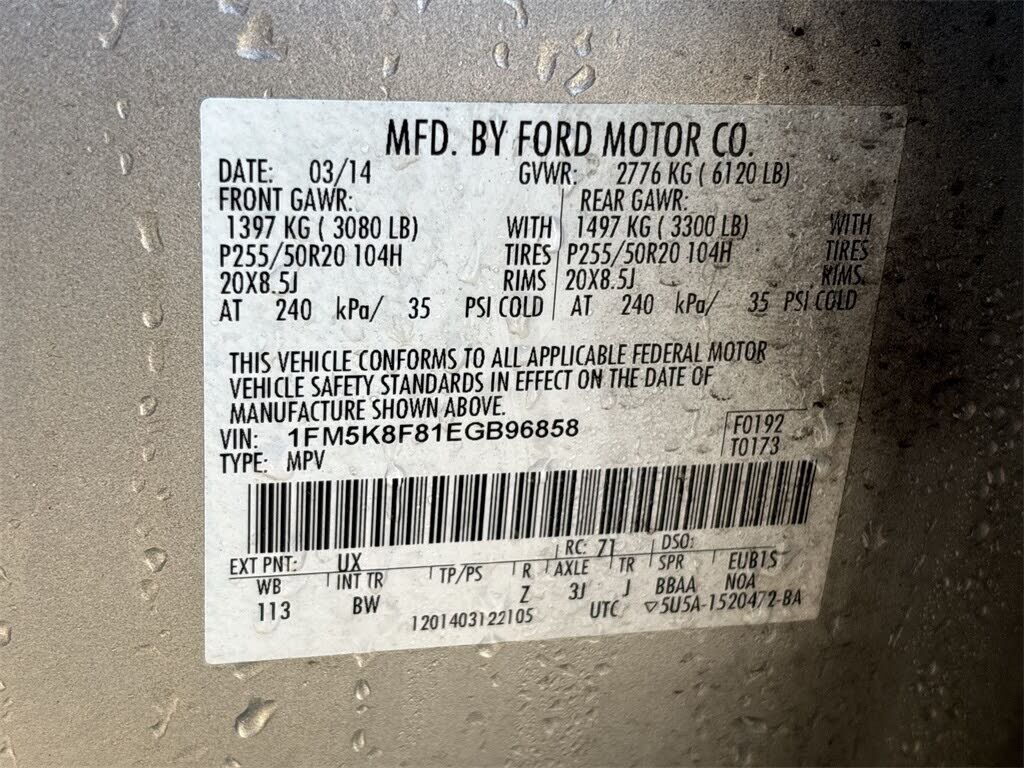 MFD. BY FORD MOTOR CO.
DATE: 03/14 GVWR: 2776 KG ( 6120 LB)
FRONT GAWR: REAR GAWR:
1397 KG ( 3080 LB) WITH 1497 KG ( 3300 LB) WITH
P255/50R20 104H TIRES P255/50R20 104H TIRES
20X8.5J RIMS 20X8.5J RIMS
AT 240 kPa/ 35 PSI COLD AT 240 kPa/ 35 PSI COLD
THIS VEHICLE CONFORMS TO ALL APPLICABLE FEDERAL MOTOR
VEHICLE SAFETY STANDARDS IN EFFECT ON THE DATE OF
MANUFACTURE SHOWN ABOVE.
VIN: 1FM5K8F81EGB96858 F0192
TYPE: MPV T0173
EXT PNT: UX RC: 71 DSO:
WB INT TR TP/PS R AXLE TR SPR EUB1S
113 BW Z 3J J BBAA NOA
1201403122105 UTC ▽5U5A-1520472-BA